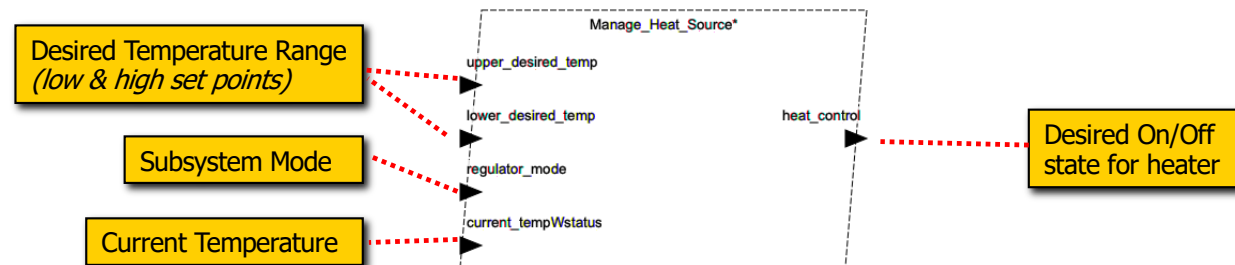 Manage_Heat_Source*
Desired Temperature Range
(low & high set points)
upper_desired_temp
lower_desired_temp
heat_control
Desired On/Off
state for heater
Subsystem Mode
regulator_mode
current_tempWstatus
Current Temperature